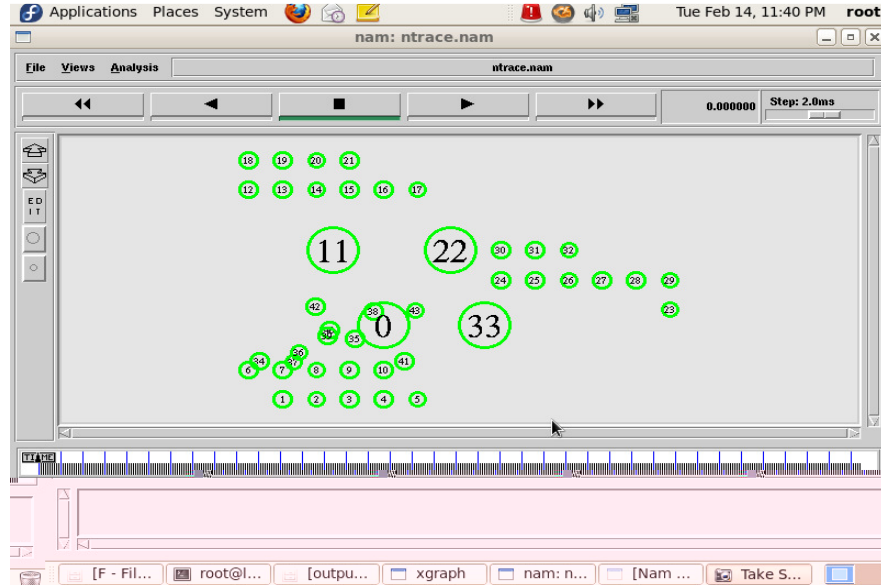 Applications Places System Tue Feb 14, 11:40 PM root
nam: ntrace.nam
File Views Analysis ntrace.nam
0.000000 Step: 2.0ms
ED
IT
18 19 20 21
12 13 14 15 16 17
11 22 30 31 32
24 25 26 27 28 29
42 38 0 43 33 23
35
36
34 37 41
6 7 8 9 10
1 2 3 4 5
TIME
[F - Fil... root@l... [outpu... xgraph nam: n... [Nam ... Take S...